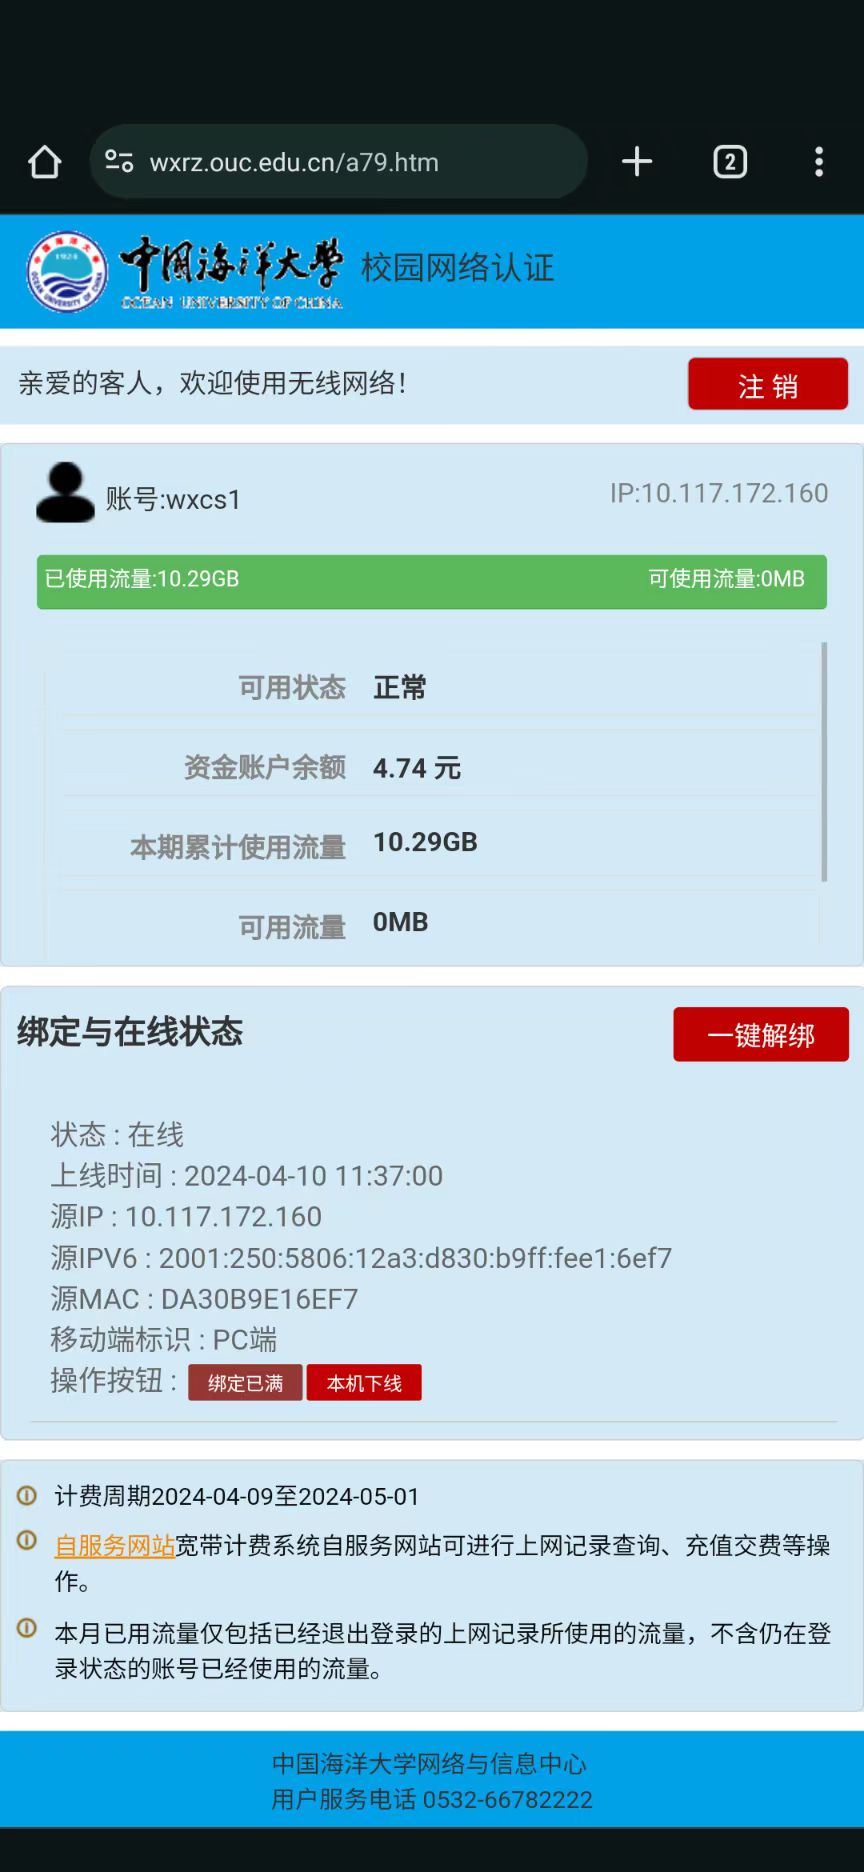 wxrz.ouc.edu.cn/a79.htm
2
中国海洋大学 校园网络认证
OCEAN UNIVERSITY OF CHINA
1924
亲爱的客人，欢迎使用无线网络！
注 销
账号:wxcs1
IP:10.117.172.160
已使用流量:10.29GB
可使用流量:0MB
可用状态 正常
资金账户余额 4.74 元
本期累计使用流量 10.29GB
可用流量 0MB
绑定与在线状态
一键解绑
状态 : 在线
上线时间 : 2024-04-10 11:37:00
源IP : 10.117.172.160
源IPV6 : 2001:250:5806:12a3:d830:b9ff:fee1:6ef7
源MAC : DA30B9E16EF7
移动端标识 : PC端
操作按钮 : 绑定已满 本机下线
计费周期2024-04-09至2024-05-01
自服务网站宽带计费系统自服务网站可进行上网记录查询、充值交费等操
作。
本月已用流量仅包括已经退出登录的上网记录所使用的流量，不含仍在登
录状态的账号已经使用的流量。
中国海洋大学网络与信息中心
用户服务电话 0532-66782222